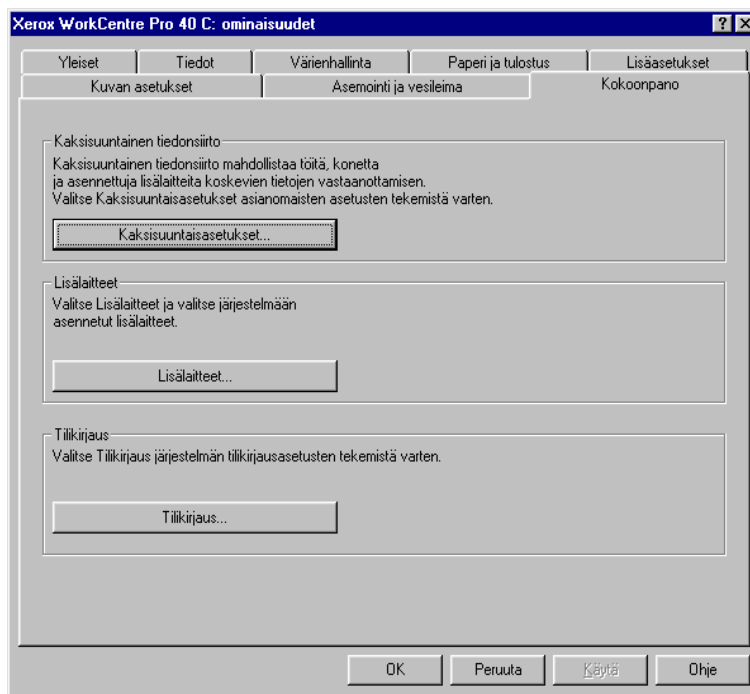 Xerox WorkCentre Pro 40 C: ominaisuudet
Yleiset Tiedot Värienhallinta Paperi ja tulostus Lisäasetukset
Kuvan asetukset Asemointi ja vesileima Kokoonpano
Kaksisuuntainen tiedonsiirto
Kaksisuuntainen tiedonsiirto mahdollistaa töitä, konetta
ja asennettuja lisälaitteita koskevien tietojen vastaanottamisen.
Valitse Kaksisuuntaisasetukset asianomaisten asetusten tekemistä varten.
Kaksisuuntaisasetukset...
Lisälaitteet
Valitse Lisälaitteet ja valitse järjestelmään
asennetut lisälaitteet.
Lisälaitteet...
Tilikirjaus
Valitse Tilikirjaus järjestelmän tilikirjausasetusten tekemistä varten.
Tilikirjaus...
OK Peruuta Käytä Ohje